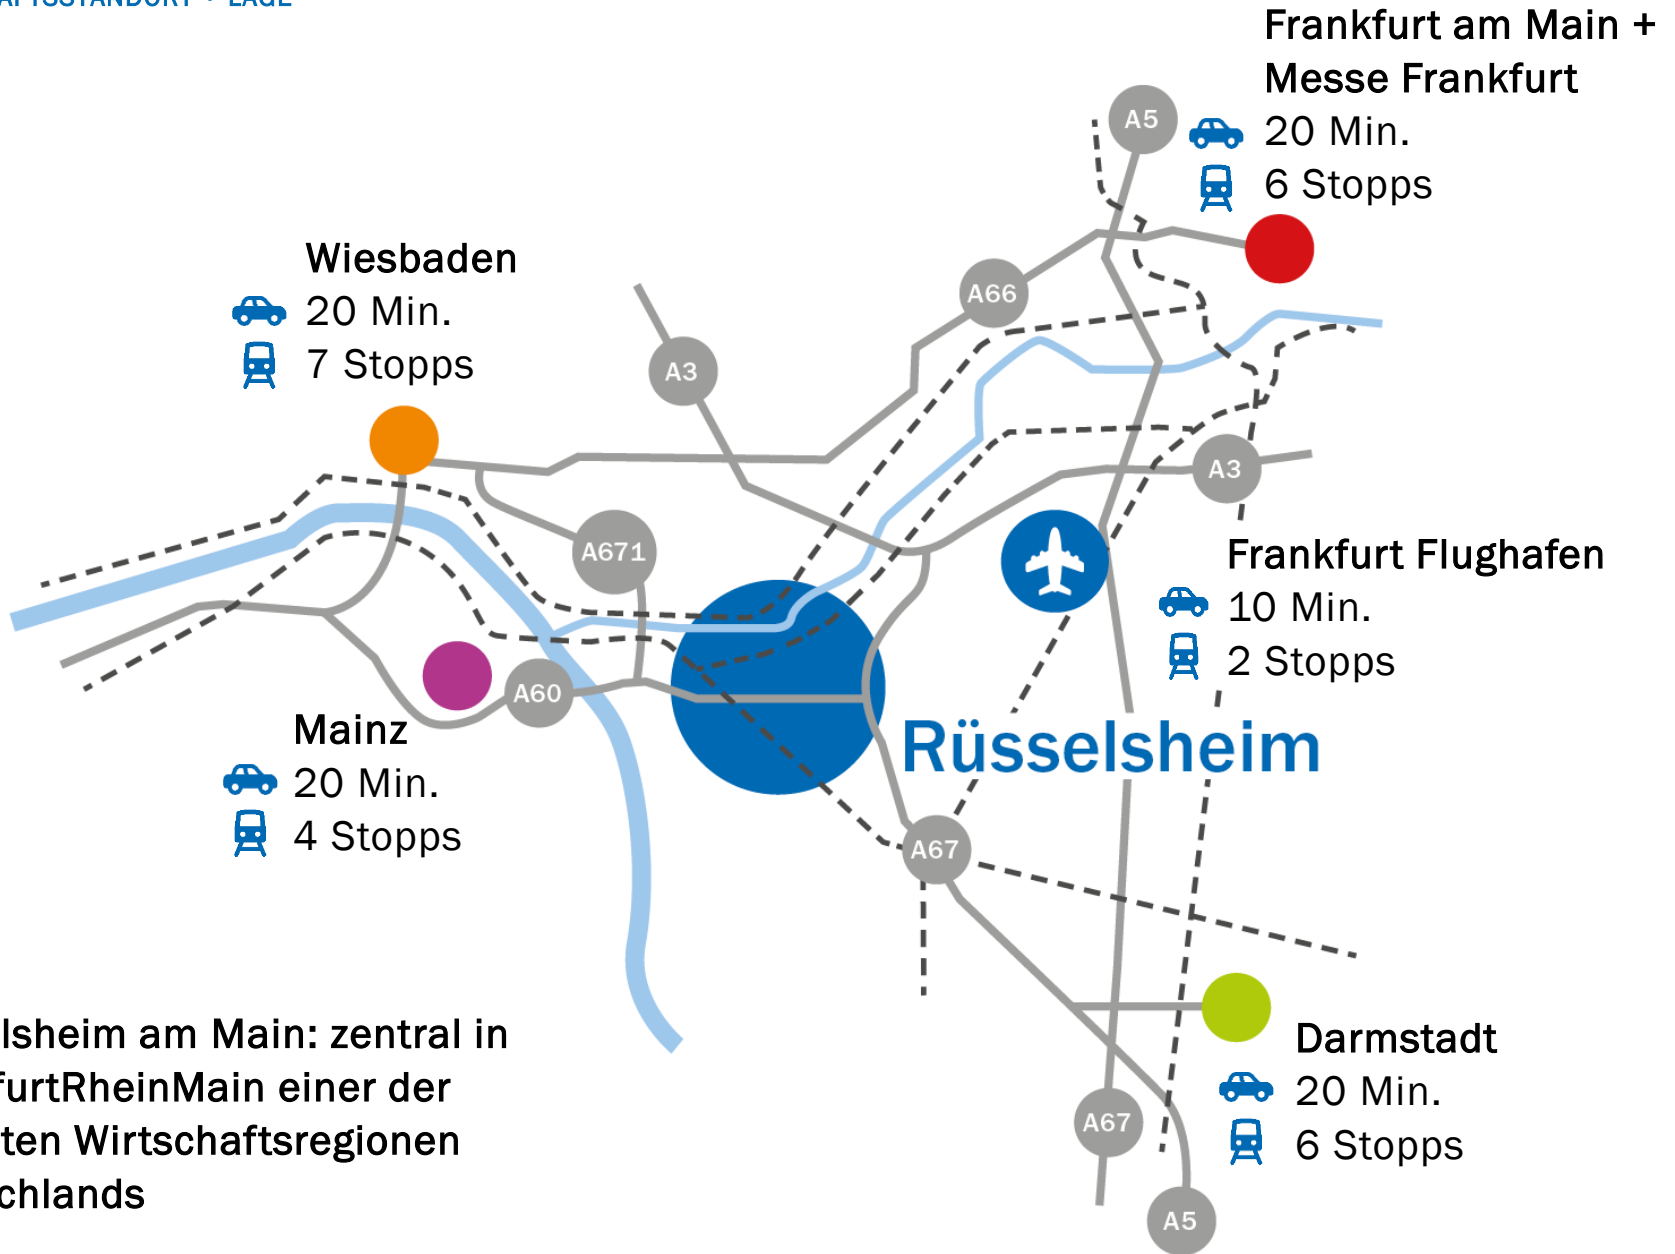 LAGE
Frankfurt am Main +
Messe Frankfurt
20 Min.
6 Stopps
A5
Wiesbaden
20 Min.
7 Stopps
A66
A3
A3
A671
Frankfurt Flughafen
10 Min.
2 Stopps
A60
Mainz
20 Min.
4 Stopps
Rüsselsheim
A67
lsheim am Main: zentral in
furtRheinMain einer der
ten Wirtschaftsregionen
chlands
Darmstadt
20 Min.
6 Stopps
A67
A5